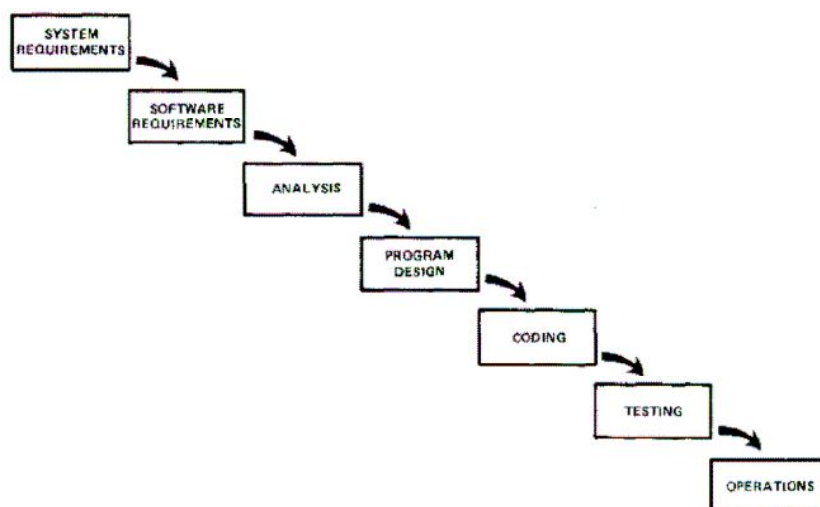 SYSTEM
REQUIREMENTS
SOFTWARE
REQUIREMENTS
ANALYSIS
PROGRAM
DESIGN
CODING
TESTING
OPERATIONS